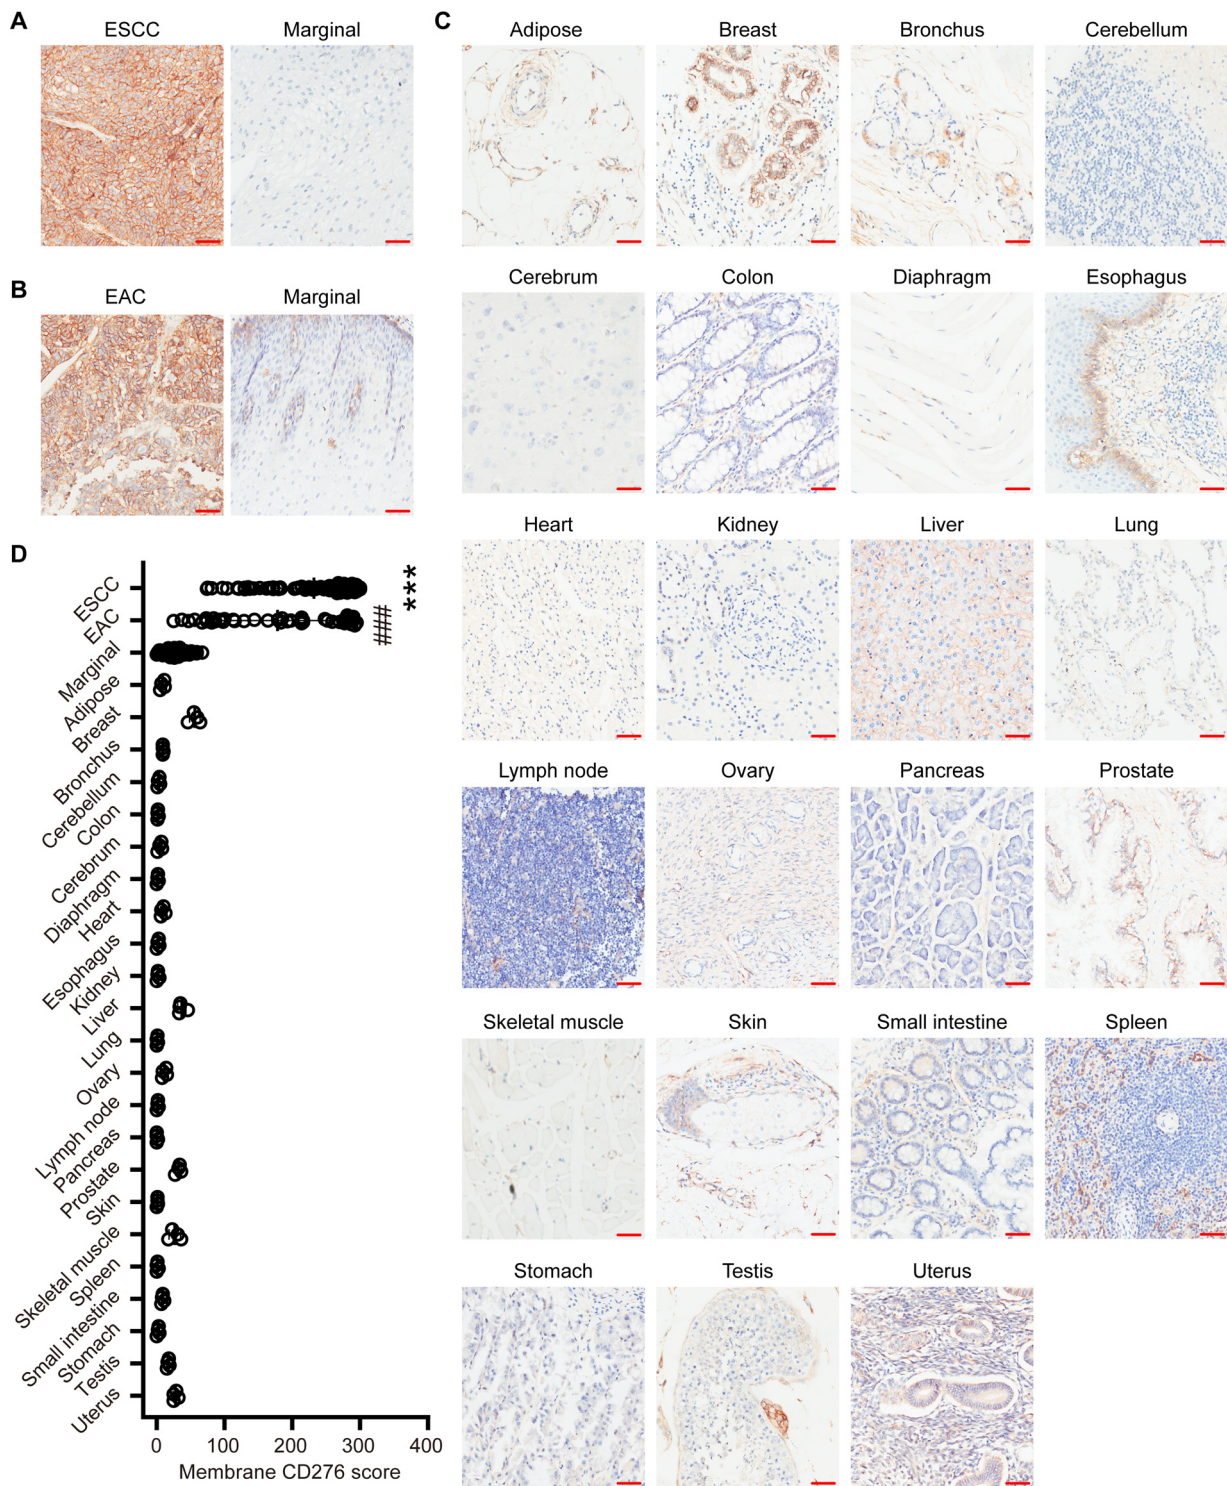 A
ESCC
Marginal
B
EAC
Marginal
C
Adipose
Breast
Bronchus
Cerebellum
Cerebrum
Colon
Diaphragm
Esophagus
Heart
Kidney
Liver
Lung
Lymph node
Ovary
Pancreas
Prostate
Skeletal muscle
Skin
Small intestine
Spleen
Stomach
Testis
Uterus
D
ESCC
EAC
Marginal
Adipose
Breast
Bronchus
Cerebellum
Colon
Cerebrum
Diaphragm
Heart
Esophagus
Kidney
Liver
Lung
Ovary
Lymph node
Pancreas
Prostate
Skin
Skeletal muscle
Spleen
Small intestine
Stomach
Testis
Uterus
***
###
0 100 200 300 400
Membrane CD276 score